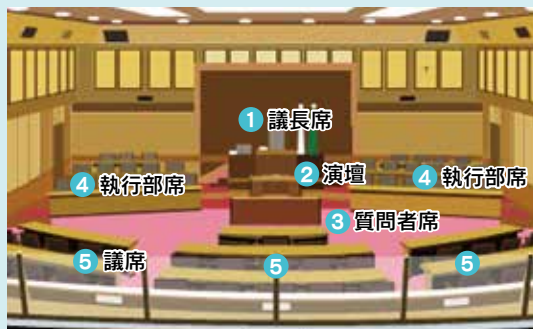 ① 議長席
② 演壇
④ 執行部席
④ 執行部席
③ 質問者席
⑤ 議席
⑤
⑤